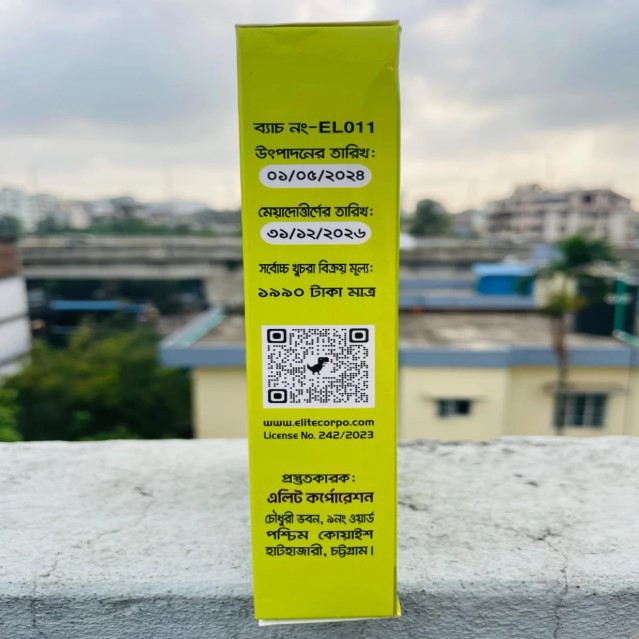 ব্যাচ নং-EL011
উৎপাদনের তারিখ:
০১/০৫/২০২৪
মেয়াদোত্তীর্ণের তারিখ:
৩১/১২/২০২৬
সর্বোচ্চ খুচরা বিক্রয় মূল্য:
১৯৯০ টাকা মাত্র
www.elitecorpo.com
License No. 242/2023
প্রস্তুতকারক:
এলিট কর্পোরেশন
চৌধুরী ভবন, ৯নং ওয়ার্ড
পশ্চিম কোয়াইশ
হাটহাজারী, চট্টগ্রাম।